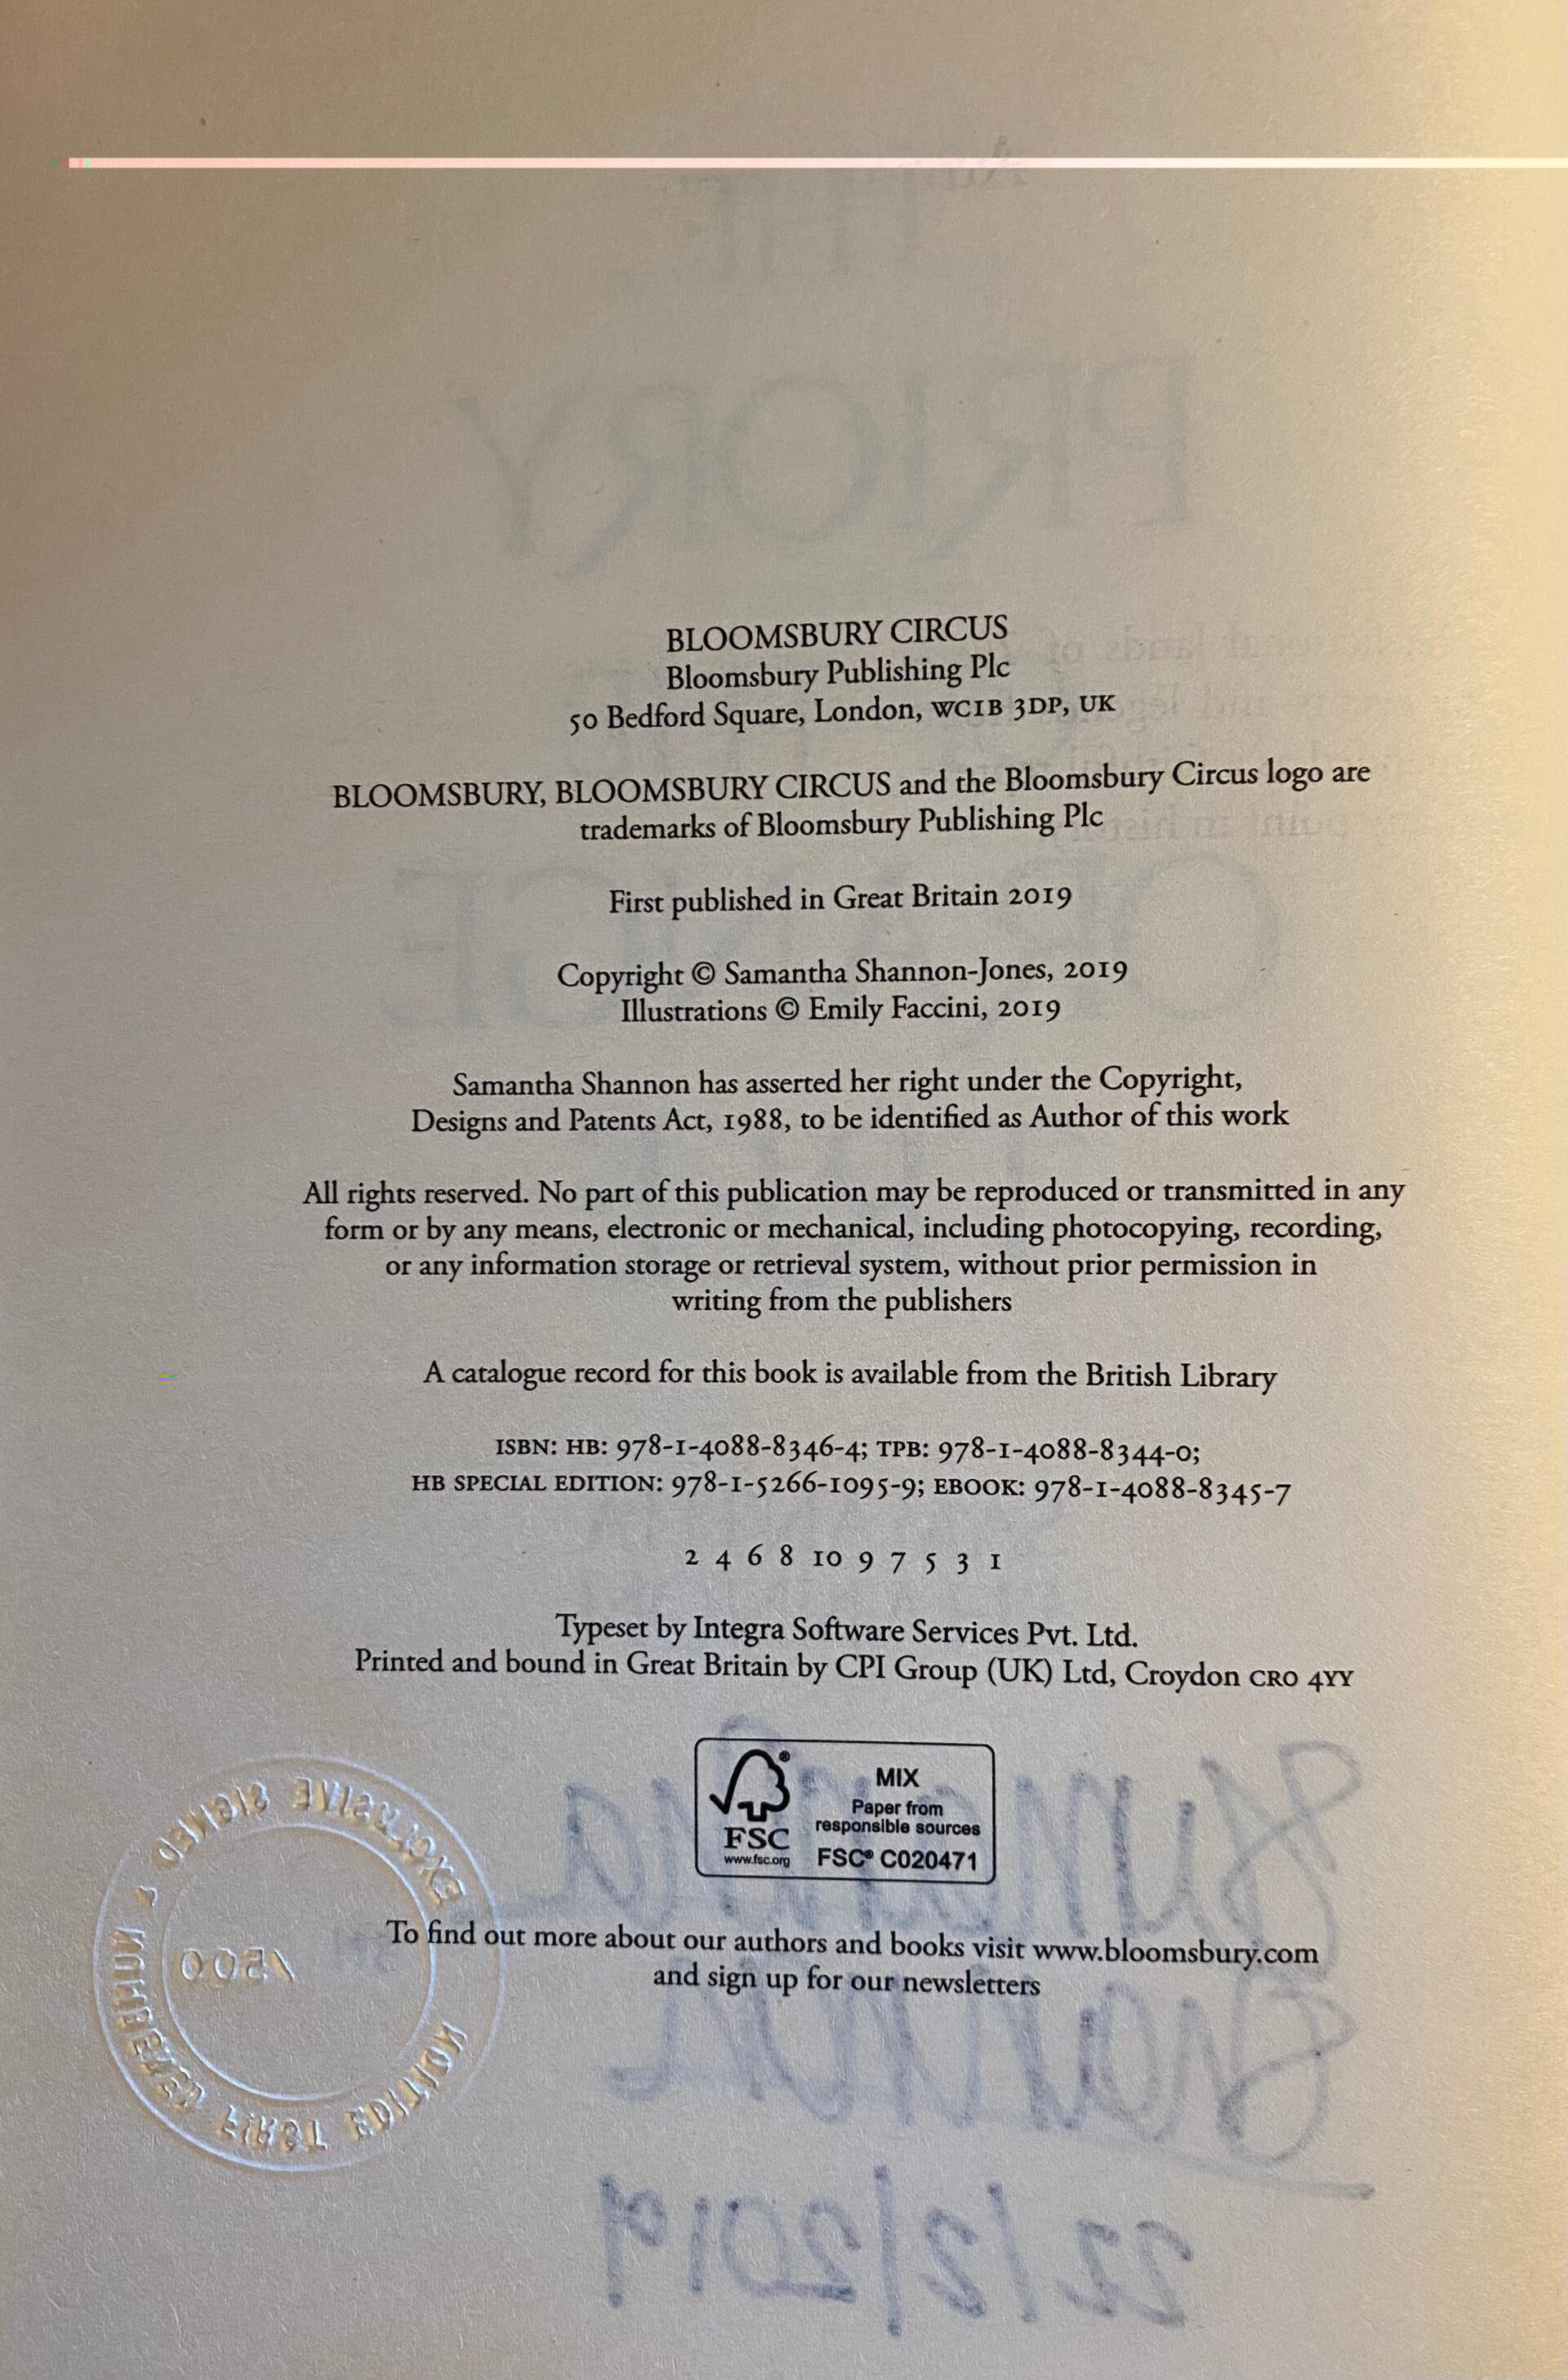 BLOOMSBURY CIRCUS
Bloomsbury Publishing Plc
50 Bedford Square, London, WC1B 3DP, UK
BLOOMSBURY, BLOOMSBURY CIRCUS and the Bloomsbury Circus logo are
trademarks of Bloomsbury Publishing Plc
First published in Great Britain 2019
Copyright © Samantha Shannon-Jones, 2019
Illustrations © Emily Faccini, 2019
Samantha Shannon has asserted her right under the Copyright,
Designs and Patents Act, 1988, to be identified as Author of this work
All rights reserved. No part of this publication may be reproduced or transmitted in any
form or by any means, electronic or mechanical, including photocopying, recording,
or any information storage or retrieval system, without prior permission in
writing from the publishers
A catalogue record for this book is available from the British Library
ISBN: HB: 978-1-4088-8346-4; TPB: 978-1-4088-8344-0;
HB SPECIAL EDITION: 978-1-5266-1095-9; EBOOK: 978-1-4088-8345-7
2 4 6 8 10 9 7 5 3 1
Typeset by Integra Software Services Pvt. Ltd.
Printed and bound in Great Britain by CPI Group (UK) Ltd, Croydon CR0 4YY
FSC
www.fsc.org
MIX
Paper from
responsible sources
FSC® C020471
EXCLUSIVE SIGNED
NUMBERED FIRST EDITION
1500
To find out more about our authors and books visit www.bloomsbury.com
and sign up for our newsletters
22/2/2019